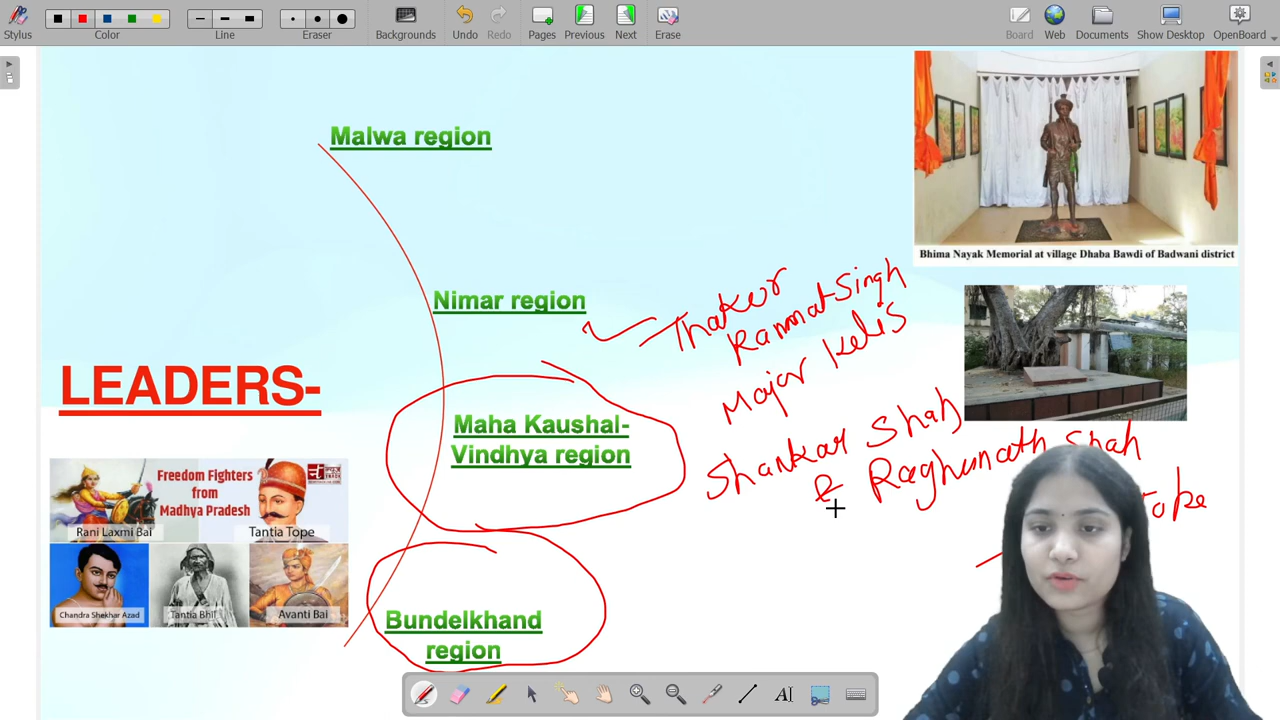 Stylus
Color
Line
Eraser
Backgrounds
Undo
Redo
Pages
Previous
Next
Erase
Board
Web
Documents
Show Desktop
OpenBoard
Malwa region
Nimar region
Maha Kaushal-
Vindhya region
Bundelkhand
region
LEADERS-
Freedom Fighters
from
Madhya Pradesh
Rani Laxmi Bai
Tantia Tope
Chandra Shekhar Azad
Tantia Bhil
Avanti Bai
Bhima Nayak Memorial at village Dhaba Bawdi of Badwani district
Thakur
Ranmat Singh
Major Kelis
Shankar Shah
& Raghunath Shah
AI